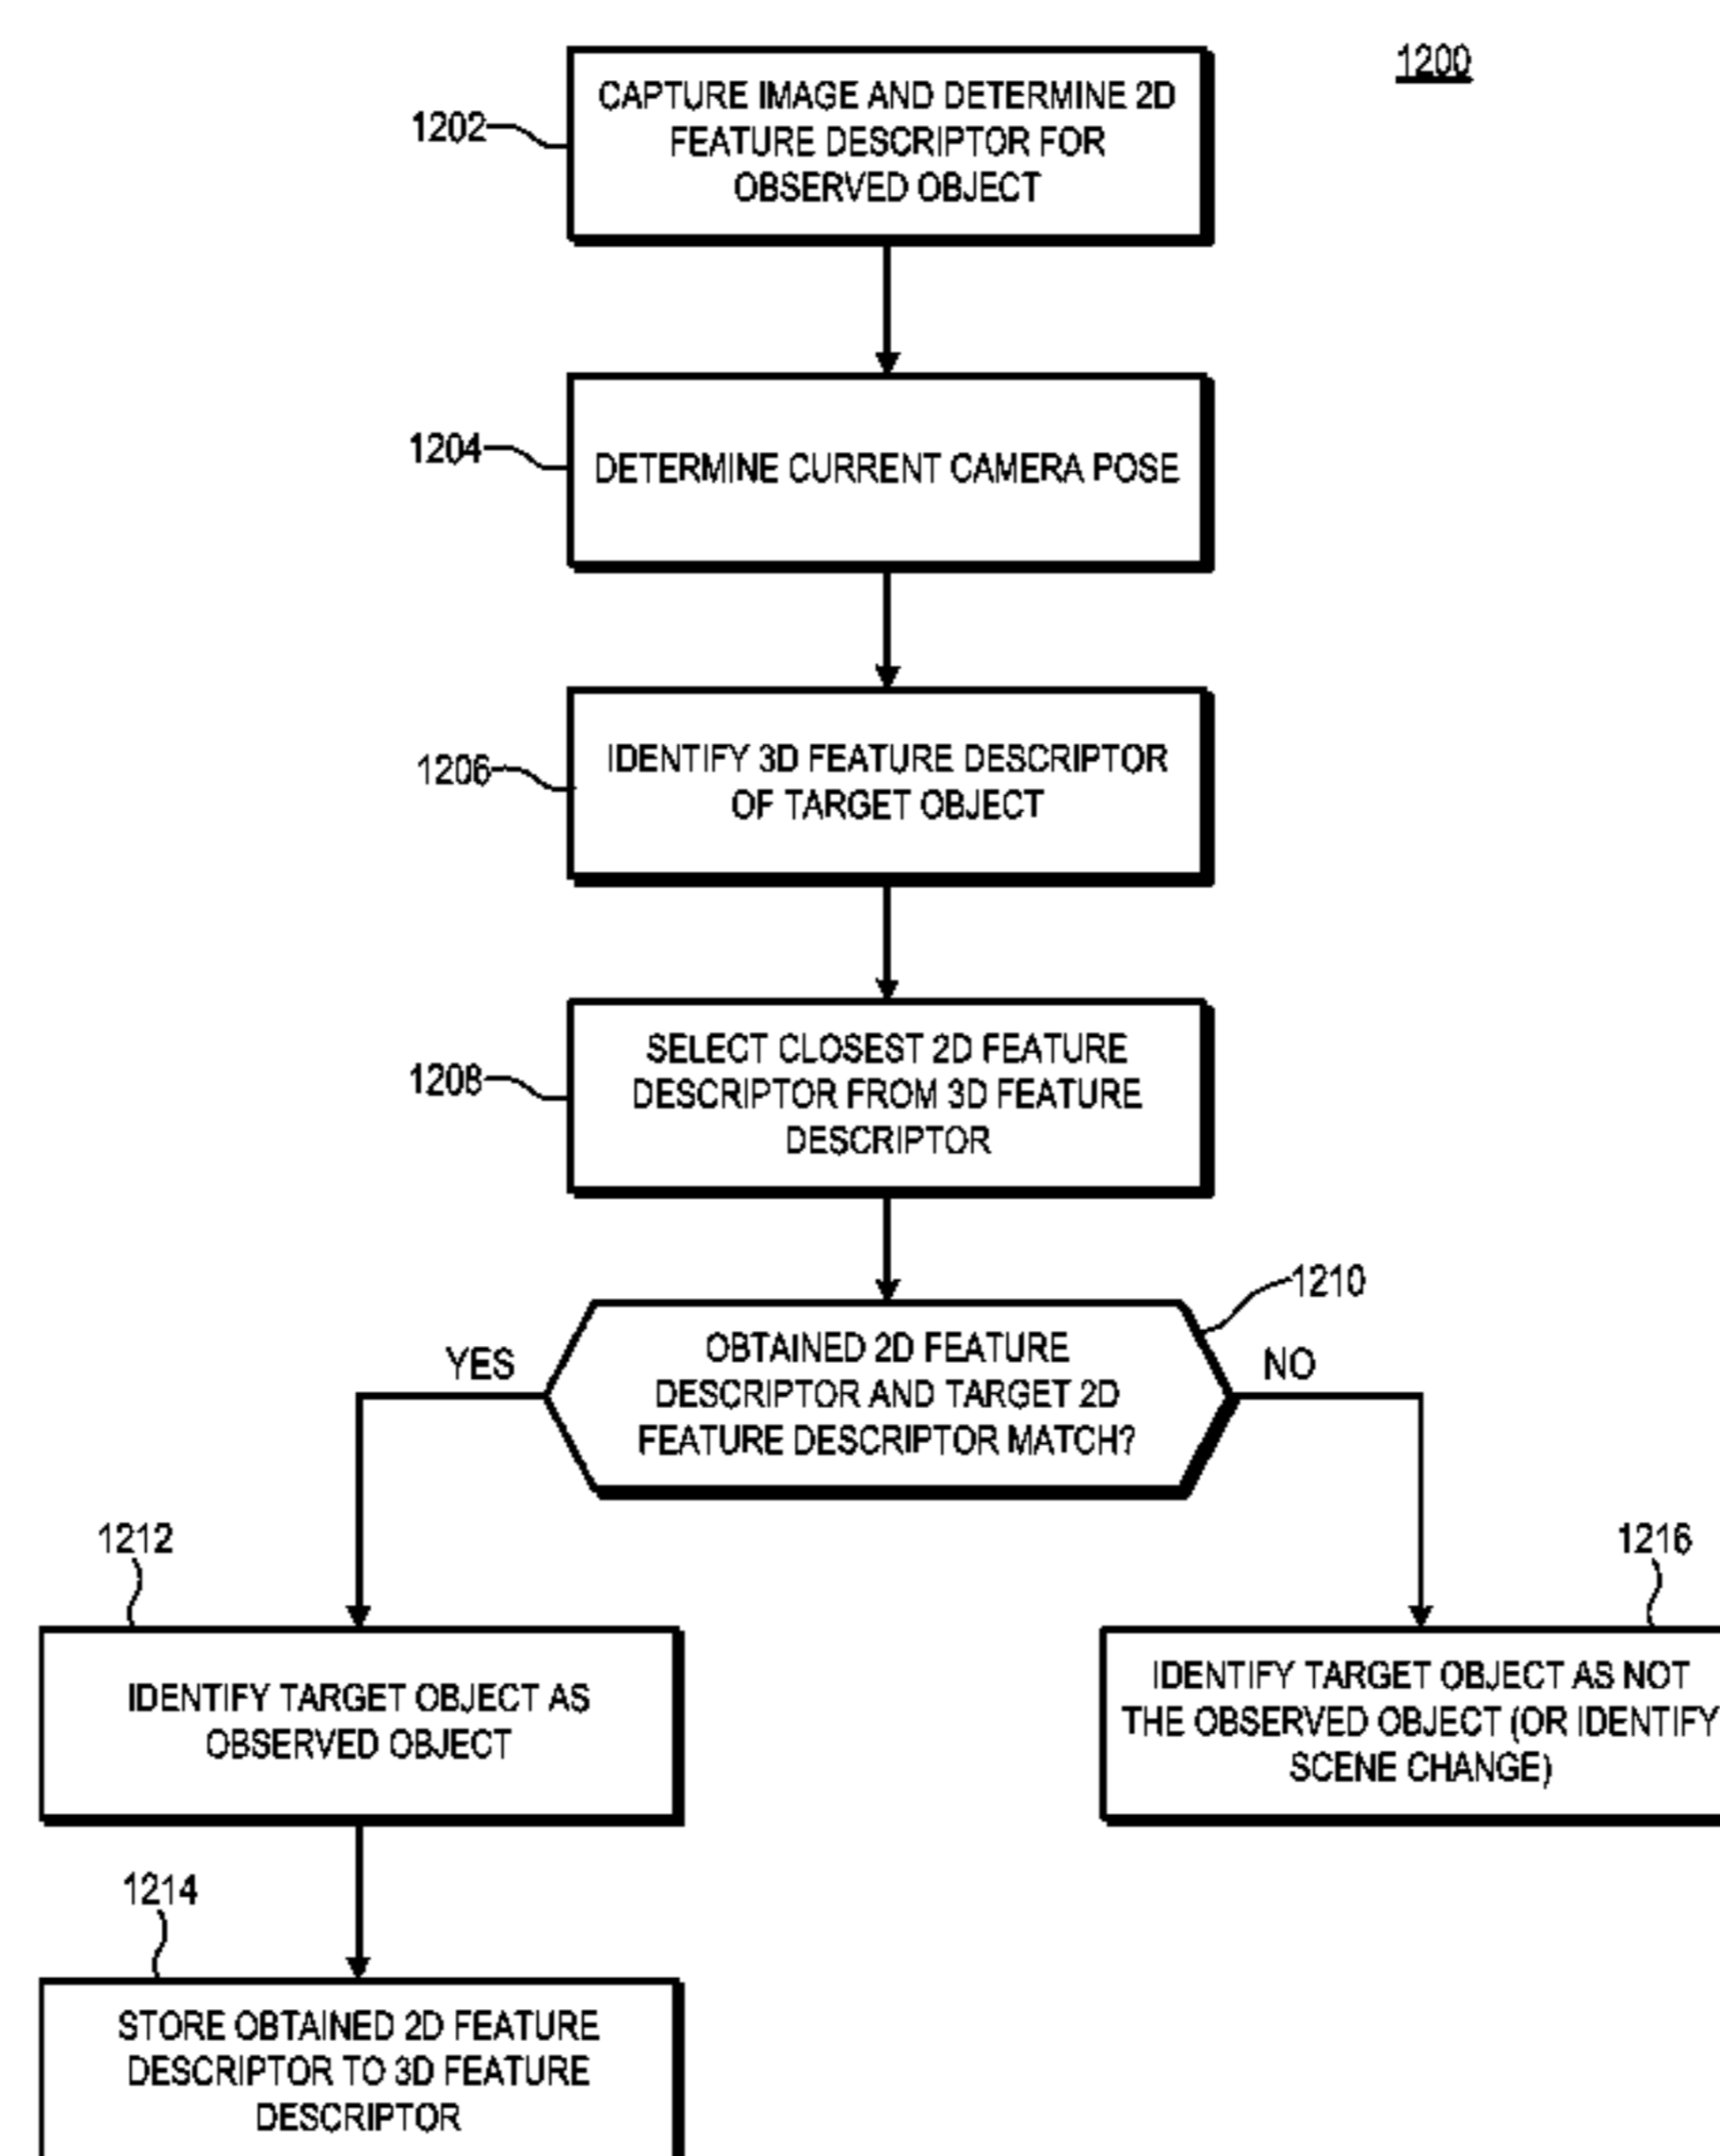 1200
1202
CAPTURE IMAGE AND DETERMINE 2D
FEATURE DESCRIPTOR FOR
OBSERVED OBJECT
1204
DETERMINE CURRENT CAMERA POSE
1206
IDENTIFY 3D FEATURE DESCRIPTOR
OF TARGET OBJECT
1208
SELECT CLOSEST 2D FEATURE
DESCRIPTOR FROM 3D FEATURE
DESCRIPTOR
1210
OBTAINED 2D FEATURE
DESCRIPTOR AND TARGET 2D
FEATURE DESCRIPTOR MATCH?
YES
NO
1212
IDENTIFY TARGET OBJECT AS
OBSERVED OBJECT
1216
IDENTIFY TARGET OBJECT AS NOT
THE OBSERVED OBJECT (OR IDENTIFY
SCENE CHANGE)
1214
STORE OBTAINED 2D FEATURE
DESCRIPTOR TO 3D FEATURE
DESCRIPTOR